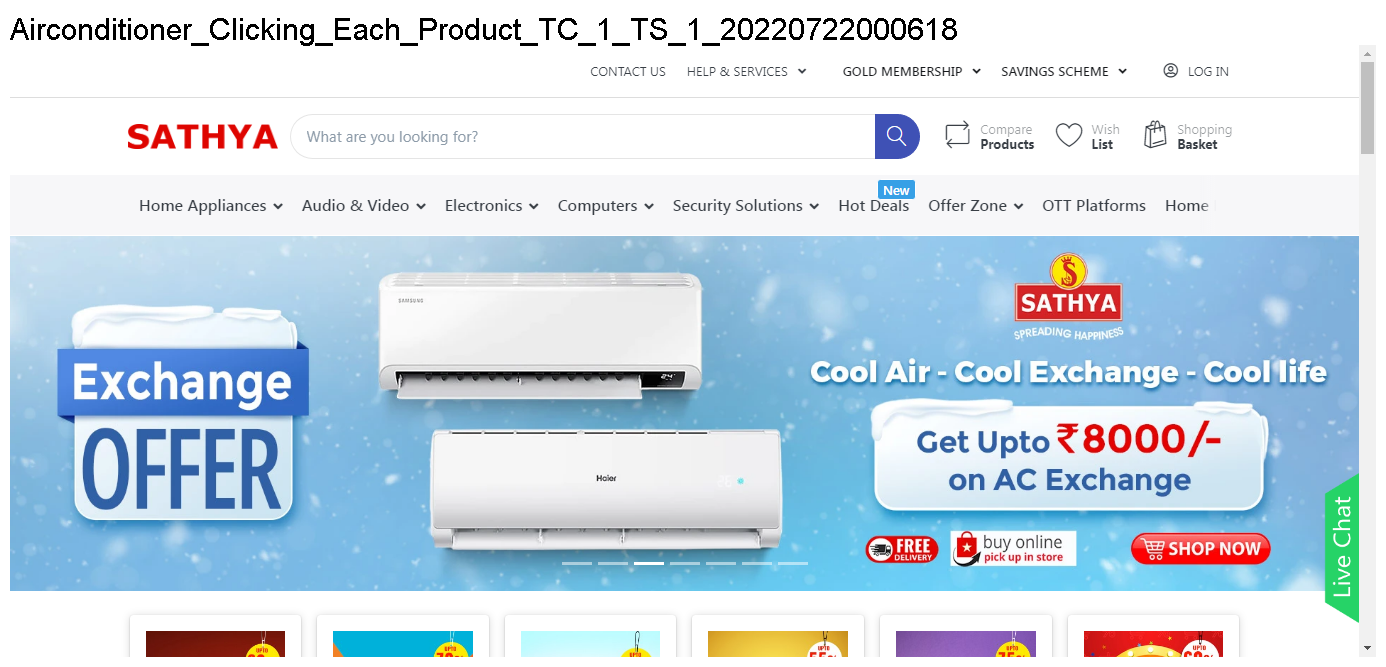 Airconditioner_Clicking_Each_Product_TC_1_TS_1_20220722000618
CONTACT US HELP & SERVICES GOLD MEMBERSHIP SAVINGS SCHEME LOG IN
SATHYA What are you looking for? Compare Products Wish List Shopping Basket
New
Home Appliances Audio & Video Electronics Computers Security Solutions Hot Deals Offer Zone OTT Platforms Home
SAMSUNG
SATHYA
SPREADING HAPPINESS
Exchange
OFFER
Cool Air - Cool Exchange - Cool life
Get Upto ₹8000/-
on AC Exchange
Haier
FREE DELIVERY
buy online
pick up in store
SHOP NOW
Live Chat